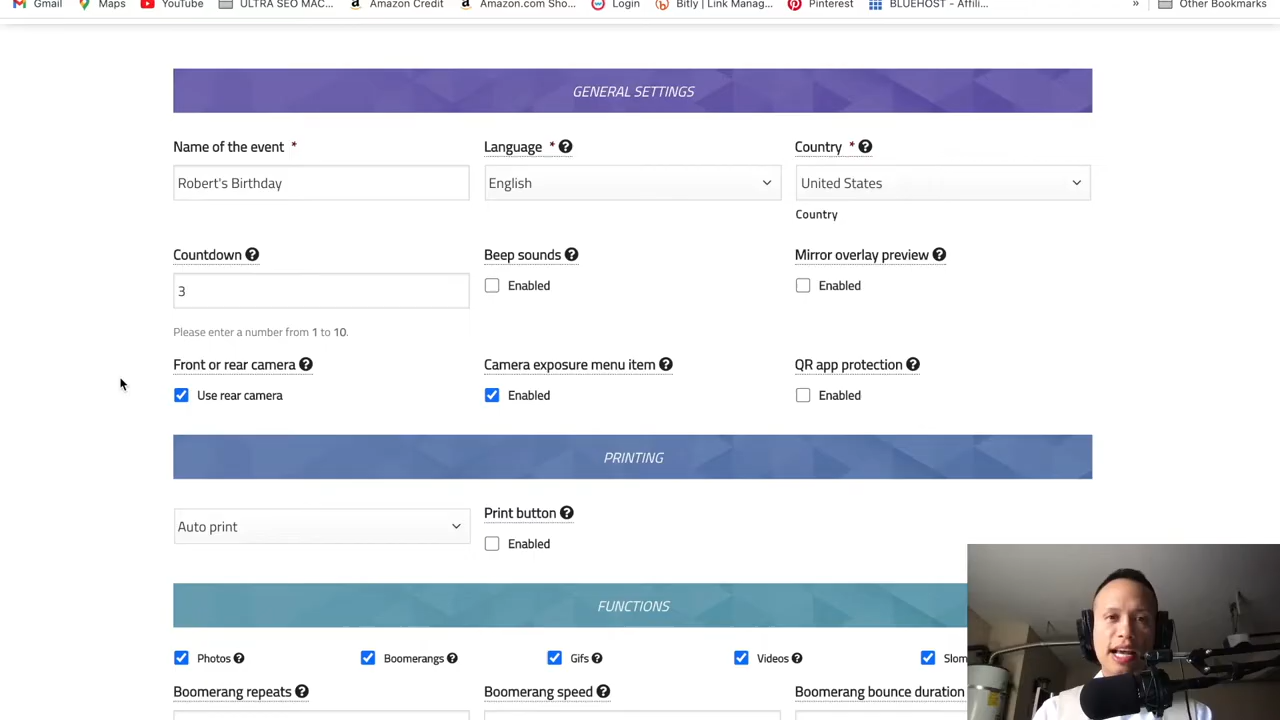 Gmail Maps YouTube ULTRA SEO MAC... Amazon Credit Amazon.com Sho... Login Bitly | Link Manag... Pinterest BLUEHOST - Affili... » Other Bookmarks
GENERAL SETTINGS
Name of the event * Language * Country *
Robert's Birthday English United States
Country
Countdown Beep sounds Mirror overlay preview
3 Enabled Enabled
Please enter a number from 1 to 10.
Front or rear camera Camera exposure menu item QR app protection
Use rear camera Enabled Enabled
PRINTING
Auto print Print button
Enabled
FUNCTIONS
Photos Boomerangs Gifs Videos
Boomerang repeats Boomerang speed Boomerang bounce duration